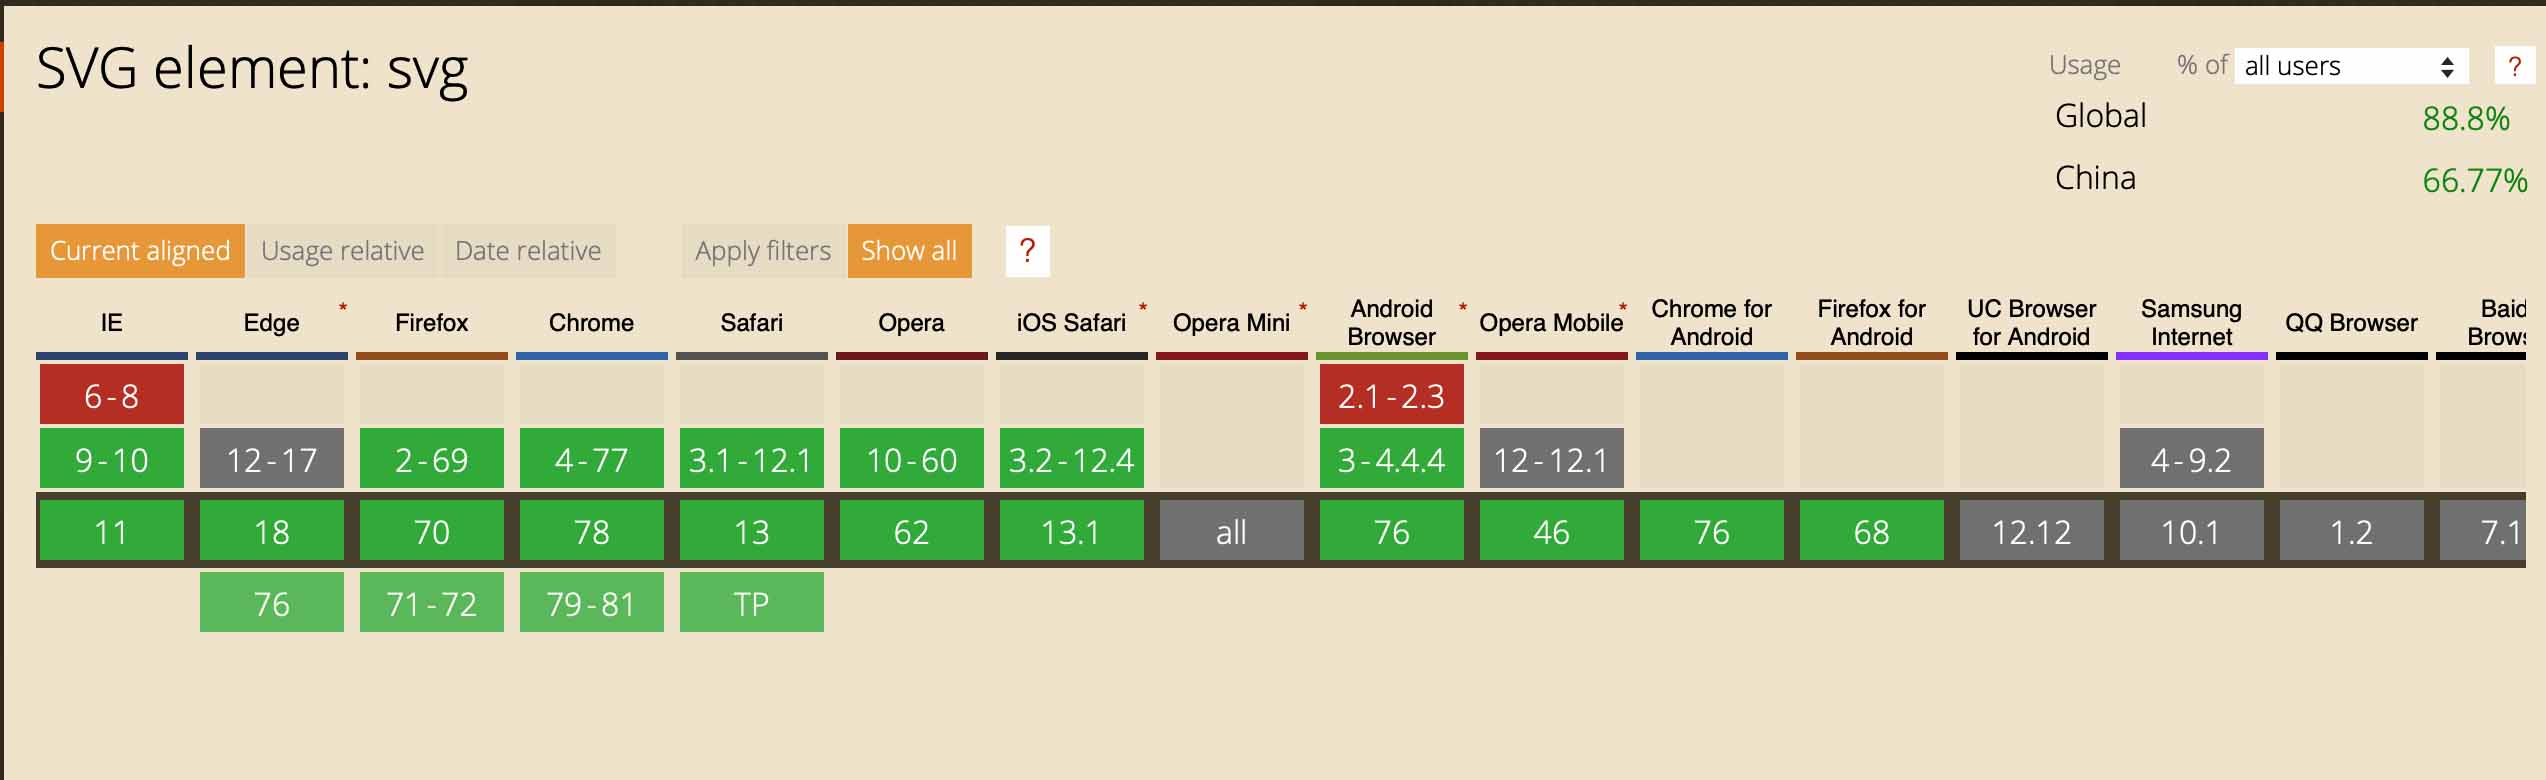 SVG element: svg
Usage % of all users ?
Global 88.8%
China 66.77%
Current aligned Usage relative Date relative Apply filters Show all ?
IE Edge * Firefox Chrome Safari Opera iOS Safari * Opera Mini * Android Browser * Opera Mobile * Chrome for Android Firefox for Android UC Browser for Android Samsung Internet QQ Browser
6-8 2.1-2.3
9-10 12-17 2-69 4-77 3.1-12.1 10-60 3.2-12.4 3-4.4.4 12-12.1 4-9.2
11 18 70 78 13 62 13.1 all 76 46 76 68 12.12 10.1 1.2 7.1
76 71-72 79-81 TP